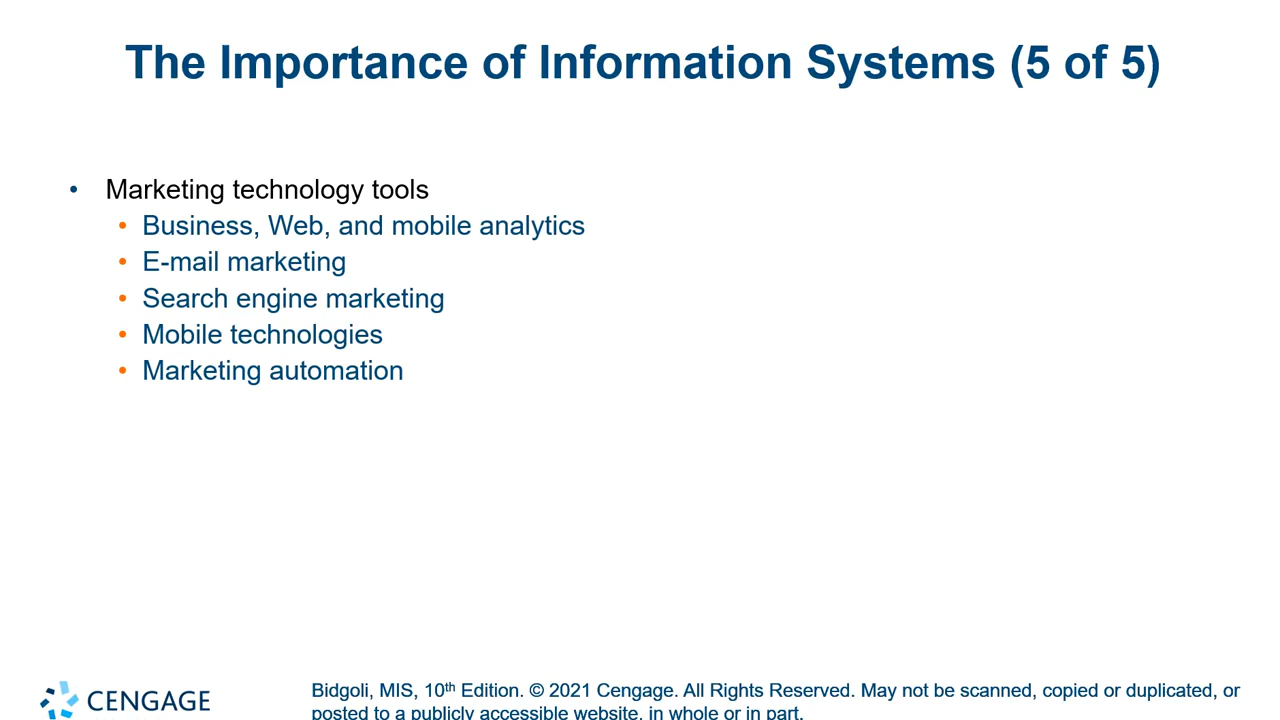 The Importance of Information Systems (5 of 5)
• Marketing technology tools
• Business, Web, and mobile analytics
• E-mail marketing
• Search engine marketing
• Mobile technologies
• Marketing automation
CENGAGE
Bidgoli, MIS, 10th Edition. © 2021 Cengage. All Rights Reserved. May not be scanned, copied or duplicated, or
posted to a publicly accessible website, in whole or in part.